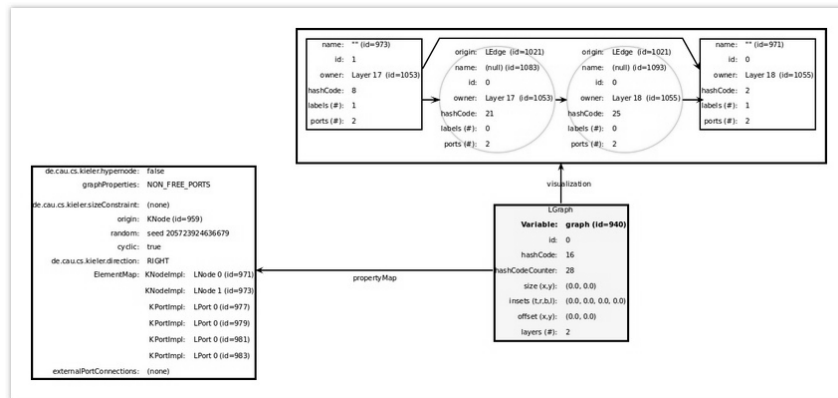 name: "" (id=973)
id: 1
owner: Layer 17 (id=1053)
hashCode: 8
labels (#): 1
ports (#): 2
origin: LEdge (id=1021)
name: (null) (id=1083)
id: 0
owner: Layer 17 (id=1053)
hashCode: 21
labels (#): 0
ports (#): 2
origin: LEdge (id=1021)
name: (null) (id=1093)
id: 0
owner: Layer 18 (id=1055)
hashCode: 25
labels (#): 0
ports (#): 2
name: "" (id=971)
id: 0
owner: Layer 18 (id=1055)
hashCode: 2
labels (#): 1
ports (#): 2
visualization
de.cau.cs.kieler.hypernode: false
graphProperties: NON_FREE_PORTS
de.cau.cs.kieler.sizeConstraint: (none)
origin: KNode (id=959)
random: seed 205723924636679
cyclic: true
de.cau.cs.kieler.direction: RIGHT
ElementMap: KNodeImpl: LNode 0 (id=971)
KNodeImpl: LNode 1 (id=973)
KPortImpl: LPort 0 (id=977)
KPortImpl: LPort 0 (id=979)
KPortImpl: LPort 0 (id=981)
KPortImpl: LPort 0 (id=983)
externalPortConnections: (none)
propertyMap
LGraph
Variable: graph (id=940)
id: 0
hashCode: 16
hashCodeCounter: 28
size (x,y): (0.0, 0.0)
insets (t,r,b,l): (0.0, 0.0, 0.0, 0.0)
offset (x,y): (0.0, 0.0)
layers (#): 2